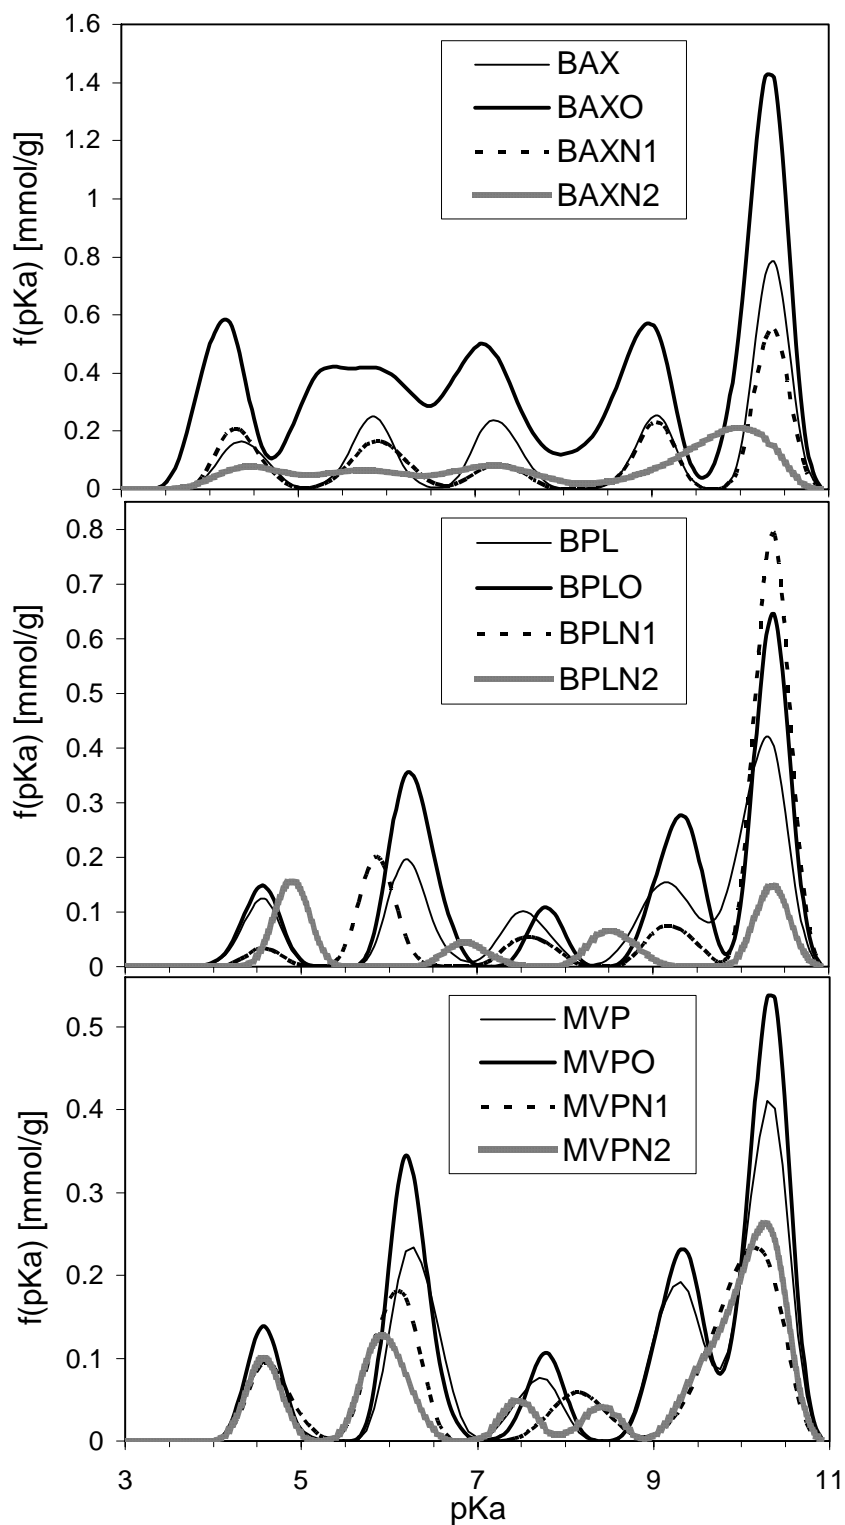 1.6
1.4
1.2
1
0.8
0.6
0.4
0.2
0
f(pKa) [mmol/g]
BAX
BAXO
BAXN1
BAXN2
0.8
0.7
0.6
0.5
0.4
0.3
0.2
0.1
0
f(pKa) [mmol/g]
BPL
BPLO
BPLN1
BPLN2
0.5
0.4
0.3
0.2
0.1
0
f(pKa) [mmol/g]
MVP
MVPO
MVPN1
MVPN2
3 5 7 9 11
pKa